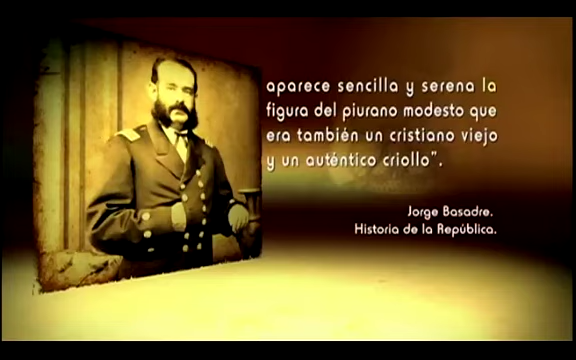 aparece sencilla y serena la
figura del piurano modesto que
era también un cristiano viejo
y un auténtico criollo”.
Jorge Basadre.
Historia de la República.